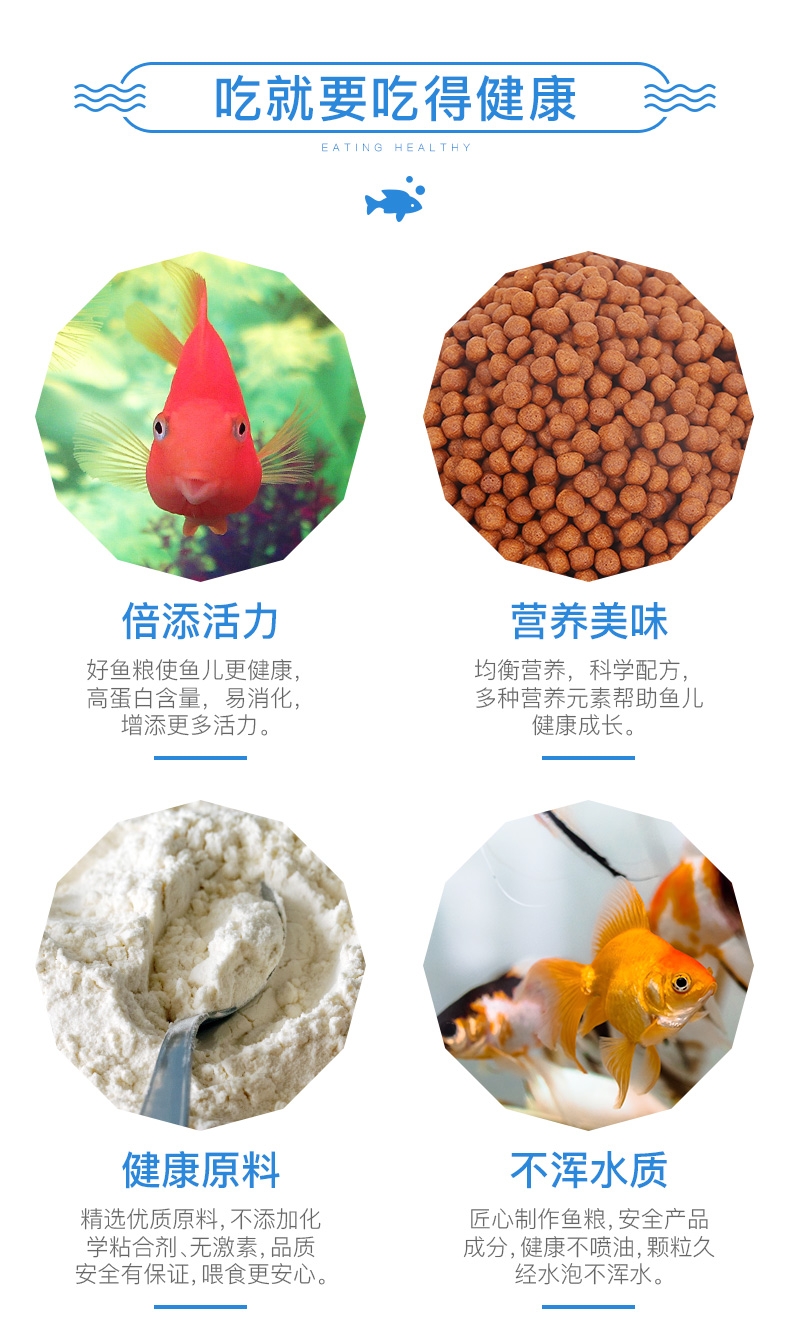 吃就要吃得健康
EATING HEALTHY
倍添活力
好鱼粮使鱼儿更健康，
高蛋白含量，易消化，
增添更多活力。
营养美味
均衡营养，科学配方，
多种营养元素帮助鱼儿
健康成长。
健康原料
精选优质原料，不添加化
学粘合剂、无激素，品质
安全有保证，喂食更安心。
不浑水质
匠心制作鱼粮，安全产品
成分，健康不喷油，颗粒久
经水泡不浑水。